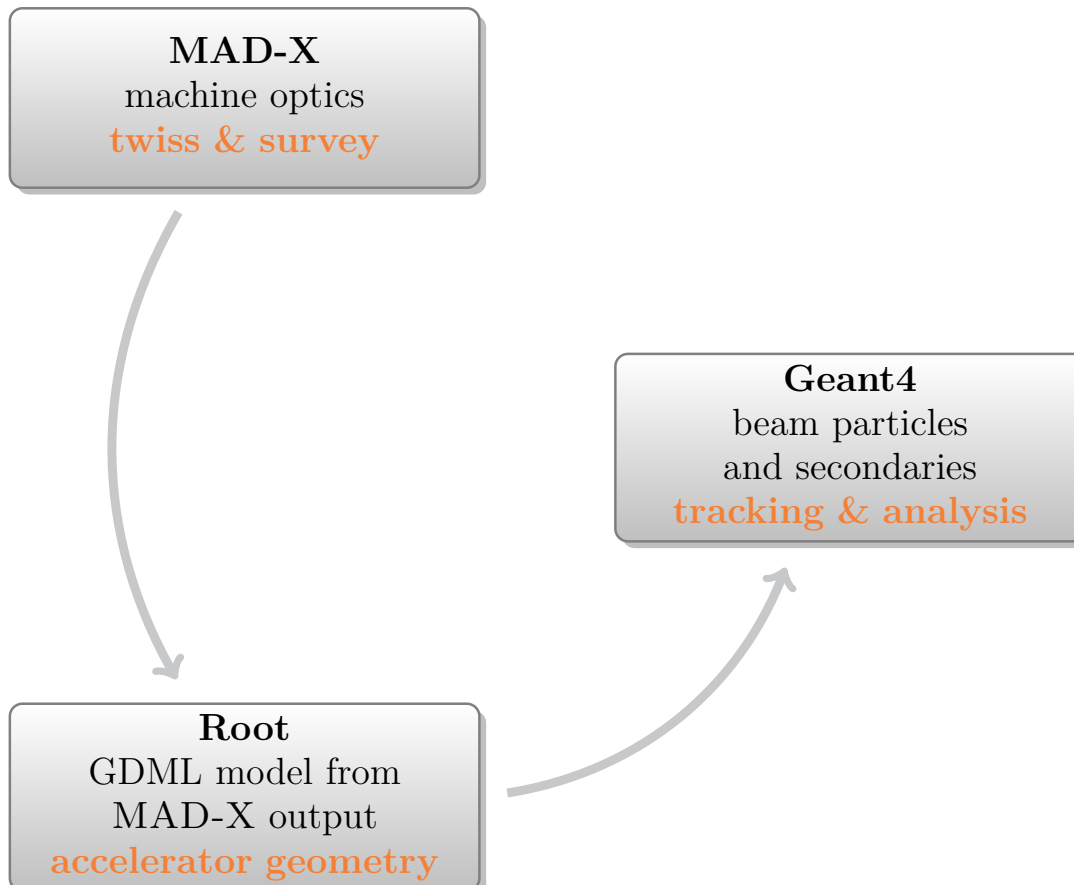 MAD-X
machine optics
twiss & survey
Geant4
beam particles
and secondaries
tracking & analysis
Root
GDML model from
MAD-X output
accelerator geometry